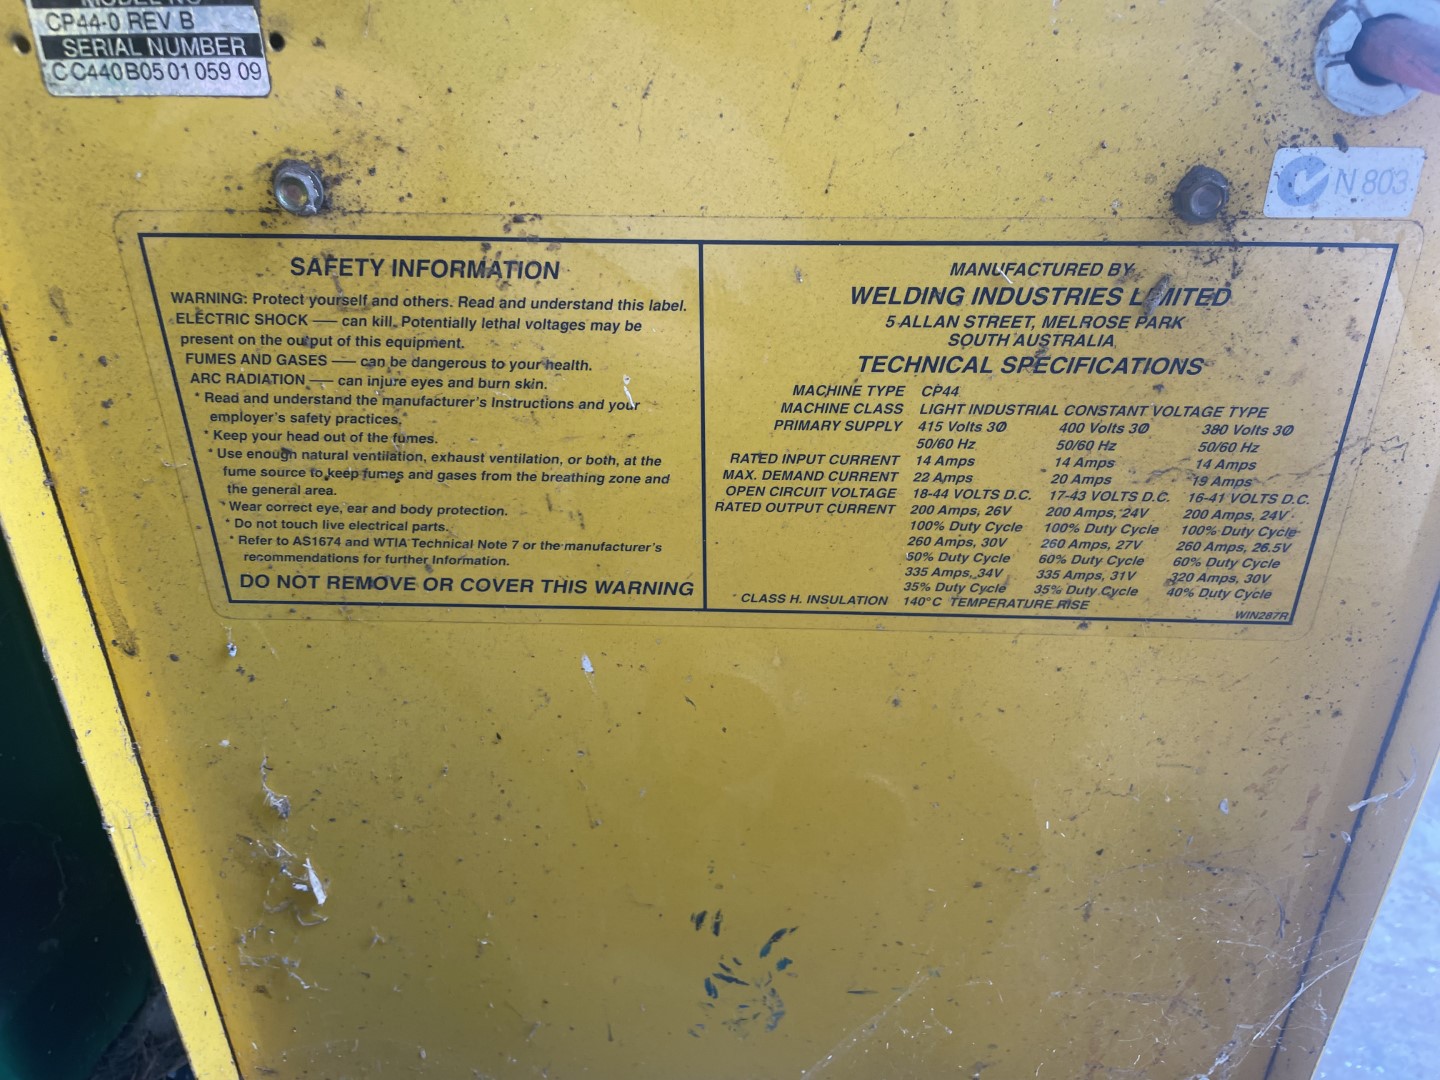 MODEL NO
CP44-0 REV B
SERIAL NUMBER
CC440B0501059 09
N 803
SAFETY INFORMATION
WARNING: Protect yourself and others. Read and understand this label.
ELECTRIC SHOCK — can kill. Potentially lethal voltages may be
present on the output of this equipment.
FUMES AND GASES — can be dangerous to your health.
ARC RADIATION — can injure eyes and burn skin.
* Read and understand the manufacturer's Instructions and your
employer's safety practices.
* Keep your head out of the fumes.
* Use enough natural ventilation, exhaust ventilation, or both, at the
fume source to keep fumes and gases from the breathing zone and
the general area.
* Wear correct eye, ear and body protection.
* Do not touch live electrical parts.
* Refer to AS1674 and WTIA Technical Note 7 or the manufacturer's
recommendations for further Information.
DO NOT REMOVE OR COVER THIS WARNING
MANUFACTURED BY
WELDING INDUSTRIES LIMITED
5 ALLAN STREET, MELROSE PARK
SOUTH AUSTRALIA
TECHNICAL SPECIFICATIONS
MACHINE TYPE CP44
MACHINE CLASS LIGHT INDUSTRIAL CONSTANT VOLTAGE TYPE
PRIMARY SUPPLY 415 Volts 3Ø 400 Volts 3Ø 380 Volts 3Ø
50/60 Hz 50/60 Hz 50/60 Hz
RATED INPUT CURRENT 14 Amps 14 Amps 14 Amps
MAX. DEMAND CURRENT 22 Amps 20 Amps 19 Amps
OPEN CIRCUIT VOLTAGE 18-44 VOLTS D.C. 17-43 VOLTS D.C. 16-41 VOLTS D.C.
RATED OUTPUT CURRENT 200 Amps, 26V 200 Amps, 24V 200 Amps, 24V
100% Duty Cycle 100% Duty Cycle 100% Duty Cycle
260 Amps, 30V 260 Amps, 27V 260 Amps, 26.5V
60% Duty Cycle 60% Duty Cycle 60% Duty Cycle
335 Amps, 34V 335 Amps, 31V 320 Amps, 30V
35% Duty Cycle 35% Duty Cycle 40% Duty Cycle
CLASS H. INSULATION 140°C TEMPERATURE RISE
WIN287R